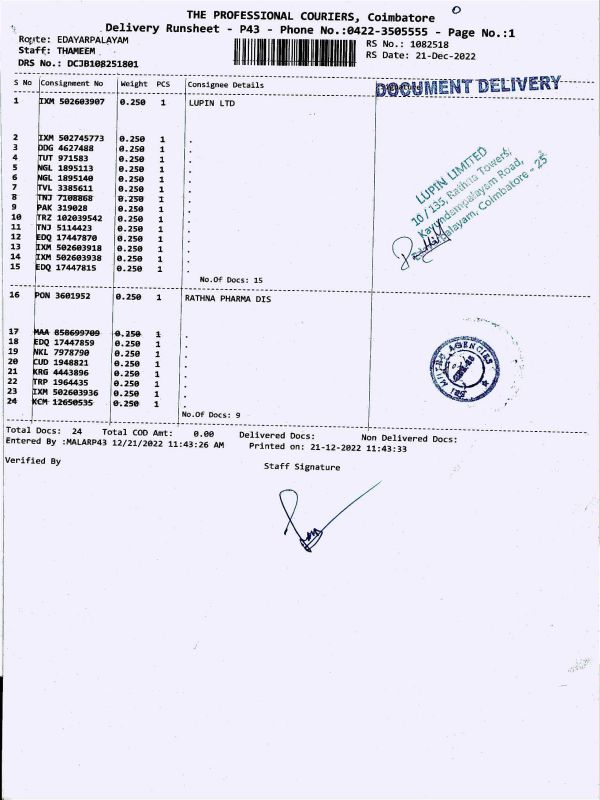 THE PROFESSIONAL COURIERS, Coimbatore
Delivery Runsheet - P43 - Phone No.:0422-3505555 - Page No.:1
Route: EDAYARPALAYAM
RS No.: 1082518
Staff: THAMEEM
RS Date: 21-Dec-2022
DRS No.: DCJB108251801
S No Consignment No Weight PCS Consignee Details Signature
DOCUMENT DELIVERY
1 IXM 502603907 0.250 1 LUPIN LTD
2 IXM 502745773 0.250 1 .
3 DDG 4627488 0.250 1 .
4 TUT 971583 0.250 1 .
5 NGL 1895113 0.250 1 .
6 NGL 1895140 0.250 1 .
7 TVL 3385611 0.250 1 .
8 TNJ 7108868 0.250 1 .
9 PAK 319028 0.250 1 .
10 TRZ 102039542 0.250 1 .
11 TNJ 5114423 0.250 1 .
12 EDQ 17447870 0.250 1 .
13 IXM 502603918 0.250 1 .
14 IXM 502603938 0.250 1 .
15 EDQ 17447815 0.250 1 .
LUPIN LIMITED
10/135, Rathna Towers,
Kavundampalayam Road,
Coimbatore - 25
No.Of Docs: 15
16 PON 3601952 0.250 1 RATHNA PHARMA DIS
17 MAA 858699709 0.250 1 .
18 EDQ 17447859 0.250 1 .
19 NKL 7978790 0.250 1 .
20 CUD 1948821 0.250 1 .
21 KRG 4443896 0.250 1 .
22 TRP 1964435 0.250 1 .
23 IXM 502603936 0.250 1 .
24 KCM 12650535 0.250 1 .
AGENCIES
No.Of Docs: 9
Total Docs: 24 Total COD Amt: 0.00 Delivered Docs: Non Delivered Docs:
Entered By :MALARP43 12/21/2022 11:43:26 AM Printed on: 21-12-2022 11:43:33
Verified By
Staff Signature